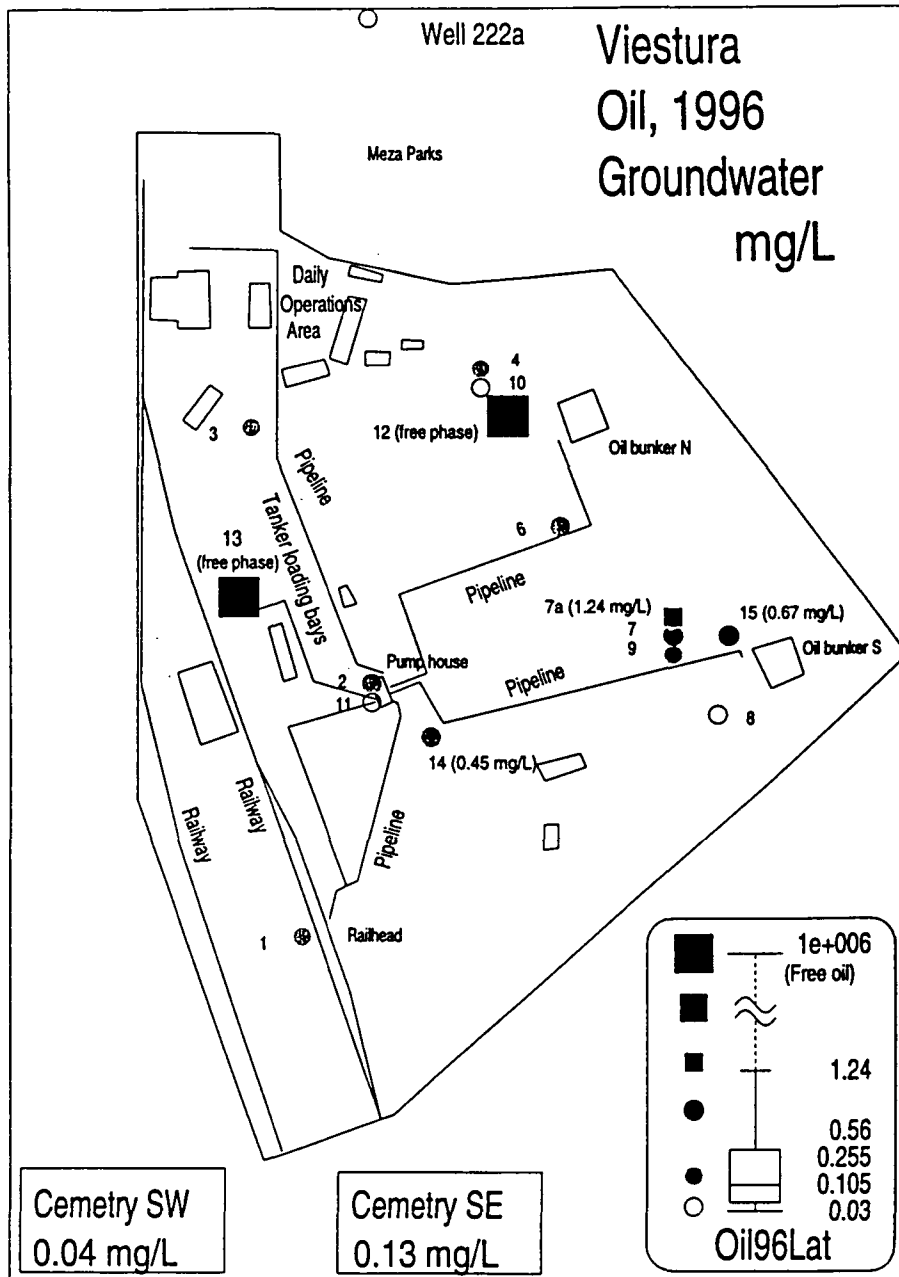 Well 222a
Viestura
Oil, 1996
Groundwater
mg/L
Meza Parks
Daily
Operations
Area
4
10
3
12 (free phase)
Oil bunker N
Pipeline
Tanker loading bays
6
13
(free phase)
Pipeline
7a (1.24 mg/L)
15 (0.67 mg/L)
7
9
Oil bunker S
Pump house
2
Pipeline
11
8
14 (0.45 mg/L)
Railway
Railway
Pipeline
1
Railhead
1e+006
(Free oil)
1.24
0.56
0.255
0.105
0.03
Oil96Lat
Cemetry SW
0.04 mg/L
Cemetry SE
0.13 mg/L